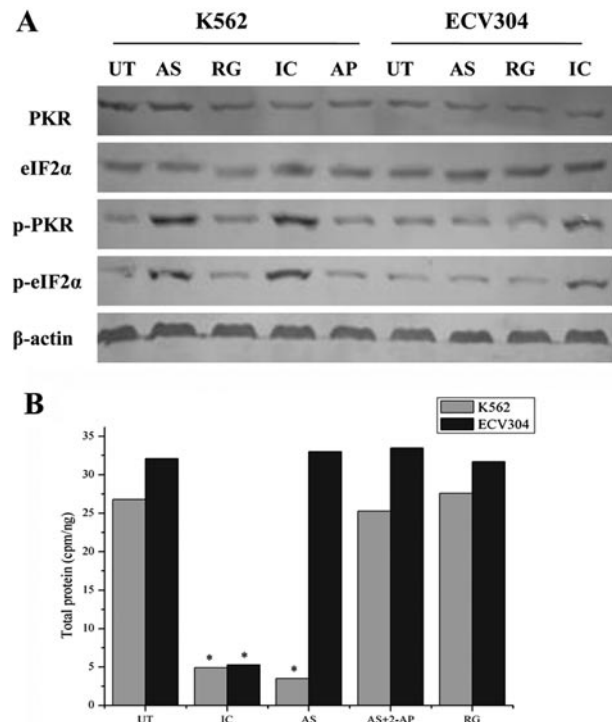 A
K562 ECV304
UT AS RG IC AP UT AS RG IC
PKR
eIF2α
p-PKR
p-eIF2α
β-actin
B
K562
ECV304
Total protein (cpm/ng)
35
30
25
20
15
10
5
0
* * *
UT IC AS AS+2-AP RG